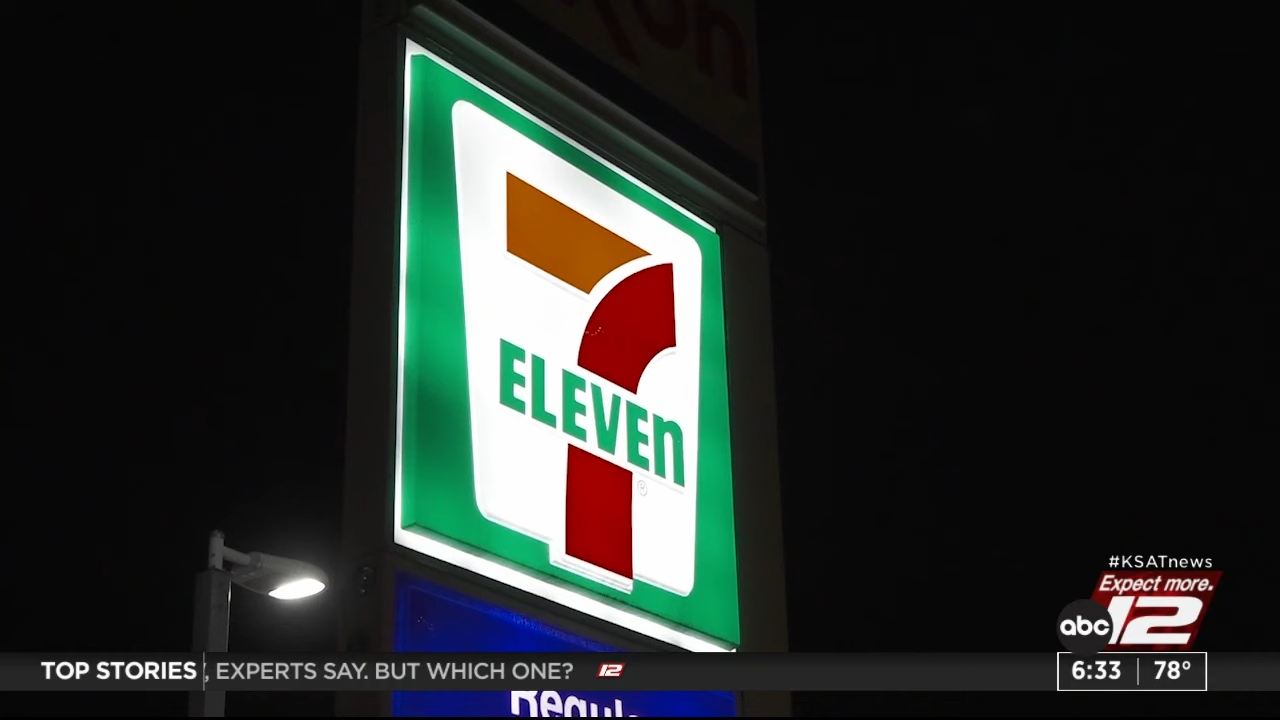 7
ELEVEn
®
#KSATnews
Expect more.
abc 12
TOP STORIES , EXPERTS SAY. BUT WHICH ONE? 12
6:33 78°